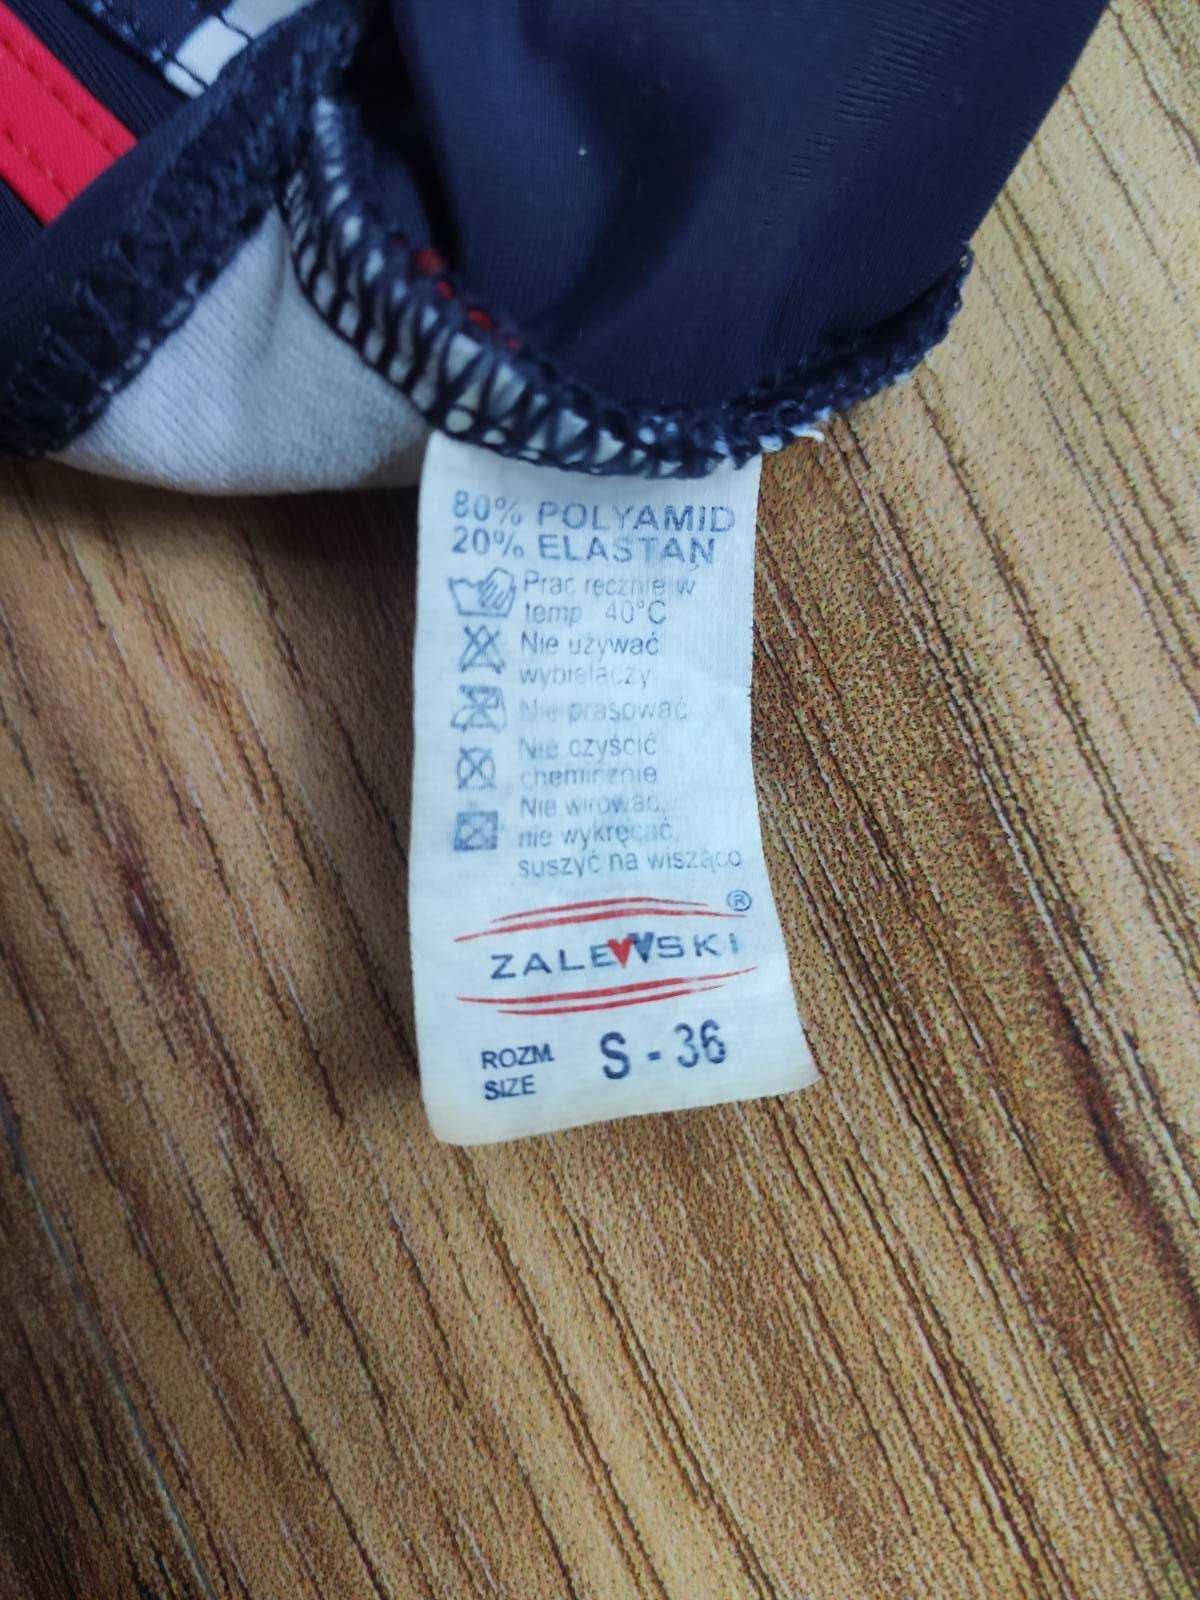 80% POLYAMID
20% ELASTAN
Prac ręcznie w
temp 40°C
Nie używać
wybielaczy
Nie prasować
Nie czyścić
chemicznie
Nie wirować,
nie wykręcać,
suszyć na wisząco
®
ZALEWSKI
ROZM. S - 36
SIZE